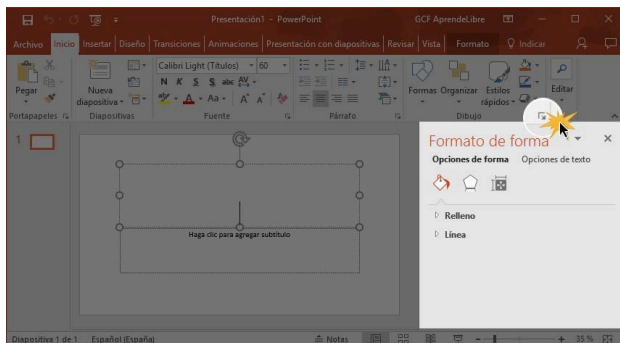 Presentación1 - PowerPoint
GCF AprendeLibre
Archivo Inicio Insertar Diseño Transiciones Animaciones Presentación con diapositivas Revisar Vista Formato Indicar
Calibri Light (Títulos) 60
N K S S abc AV
Aa A A
Pegar
Nueva diapositiva
Formas Organizar Estilos rápidos
Editar
Portapapeles Diapositivas Fuente Párrafo Dibujo
1
Formato de forma
Opciones de forma Opciones de texto
Relleno
Línea
Haga clic para agregar subtítulo
Diapositiva 1 de 1 Español (España) Notas 35 %